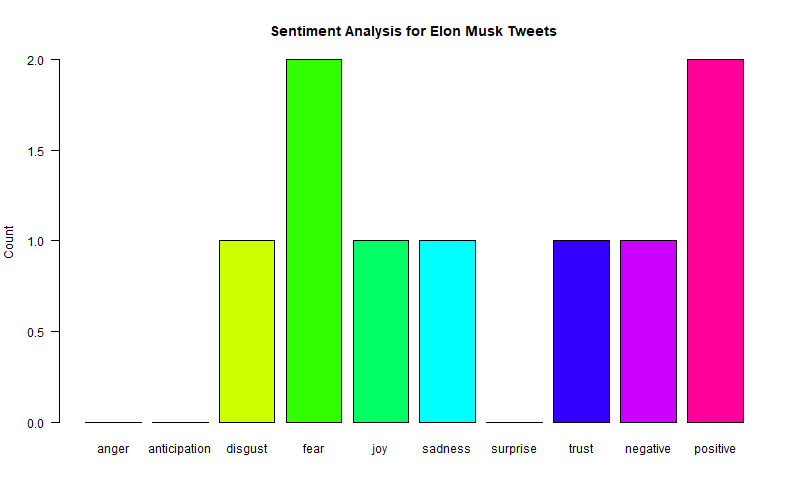 Sentiment Analysis for Elon Musk Tweets
Count
2.0
1.5
1.0
0.5
0.0
anger anticipation disgust fear joy sadness surprise trust negative positive